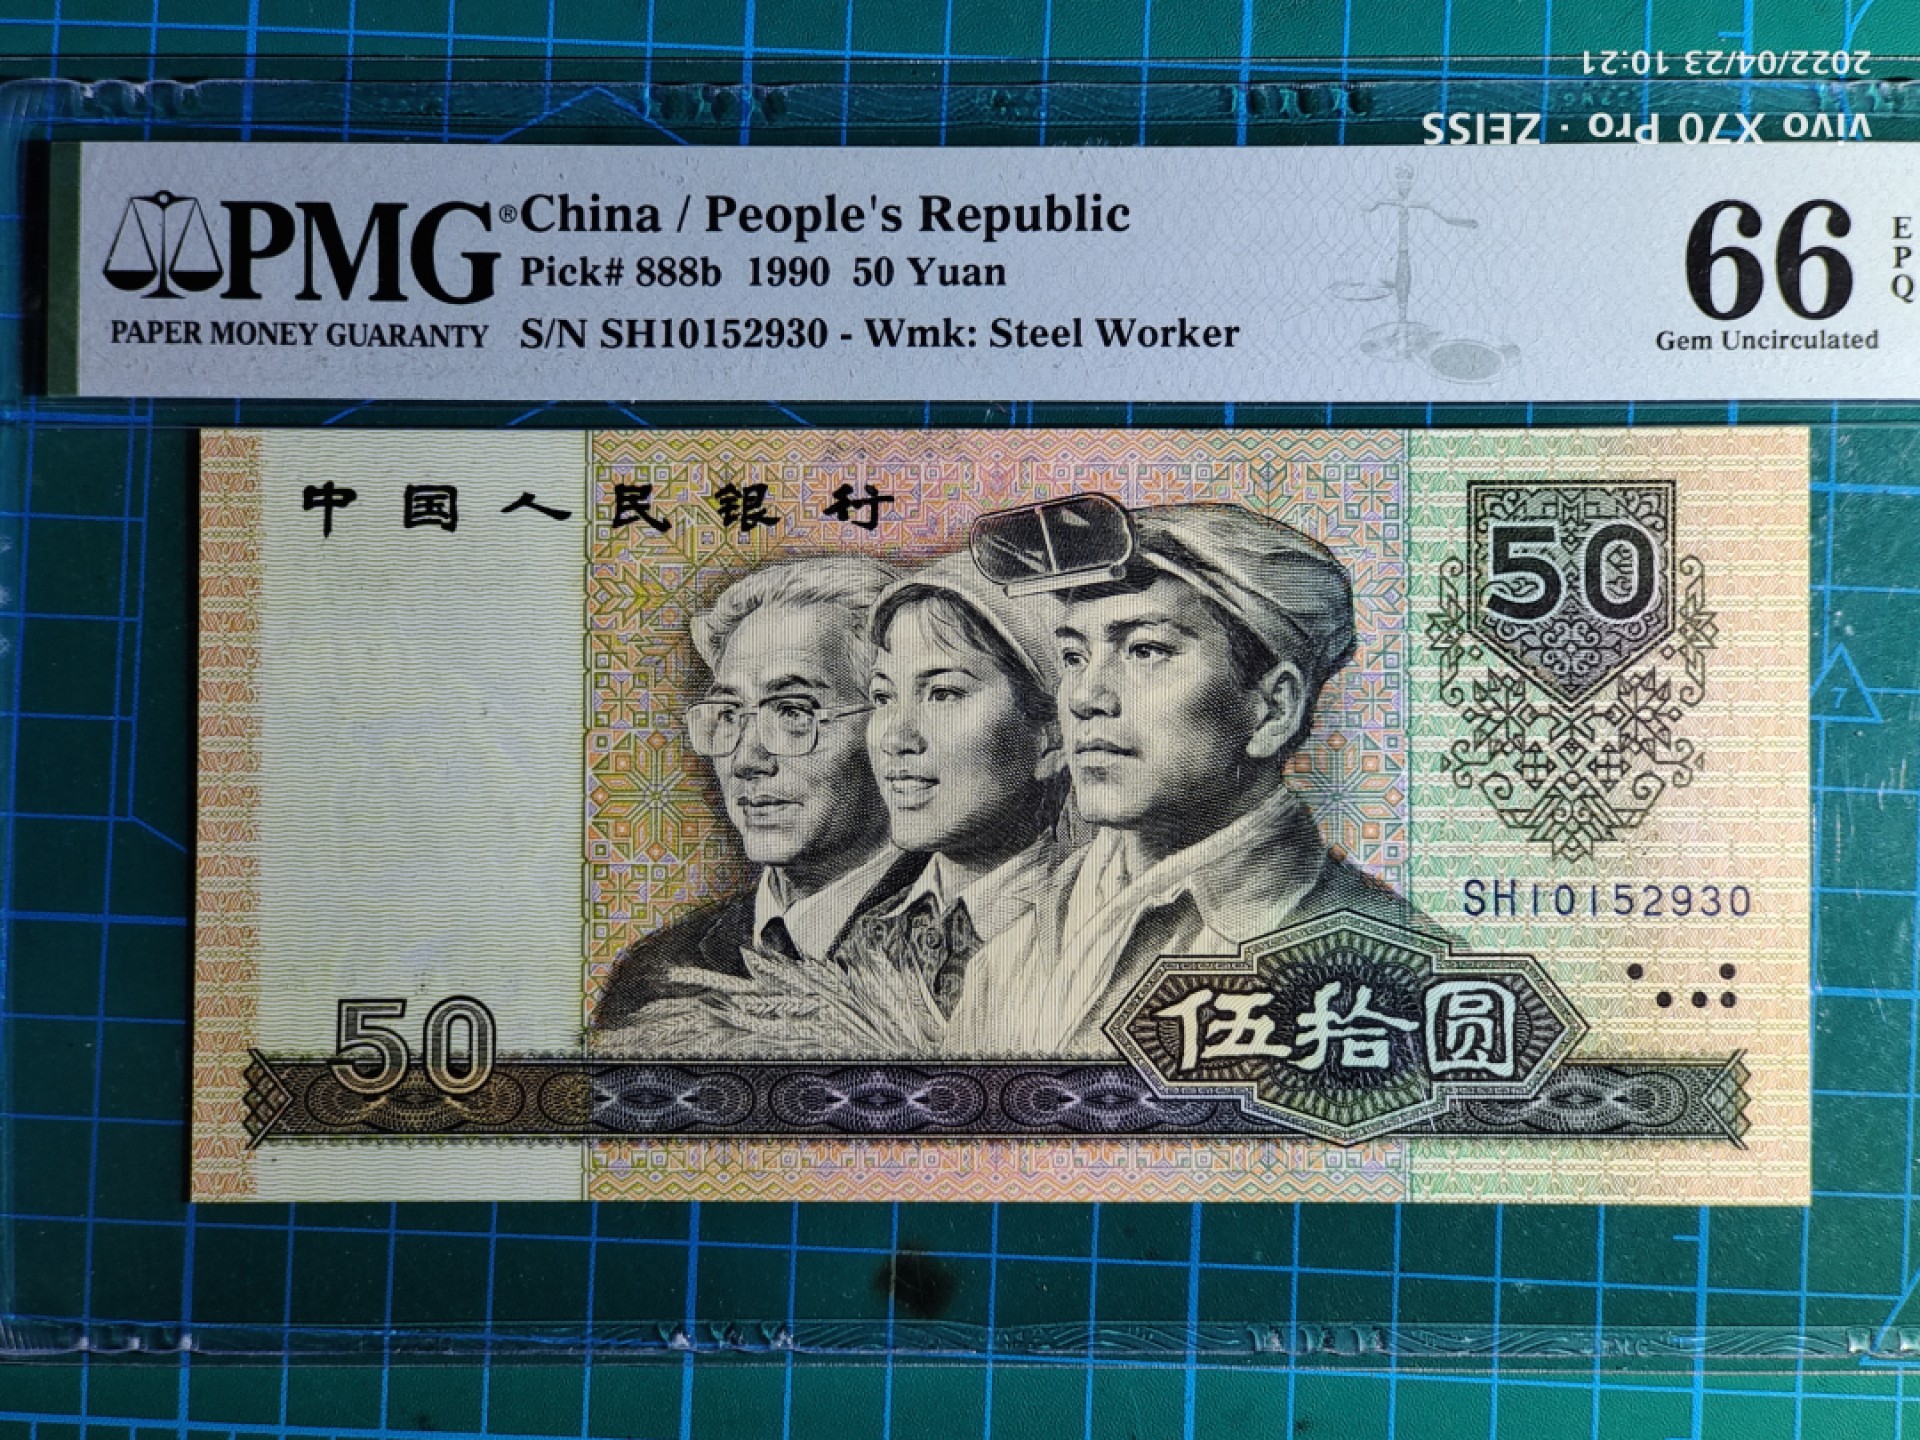 2022/04/23 10:21
vivo X70 Pro · ZEISS
PMG®
PAPER MONEY GUARANTY
China / People's Republic
Pick# 888b 1990 50 Yuan
S/N SH10152930 - Wmk: Steel Worker
66
EPQ
Gem Uncirculated
中国人民银行
50
SH10152930
50
伍拾圆